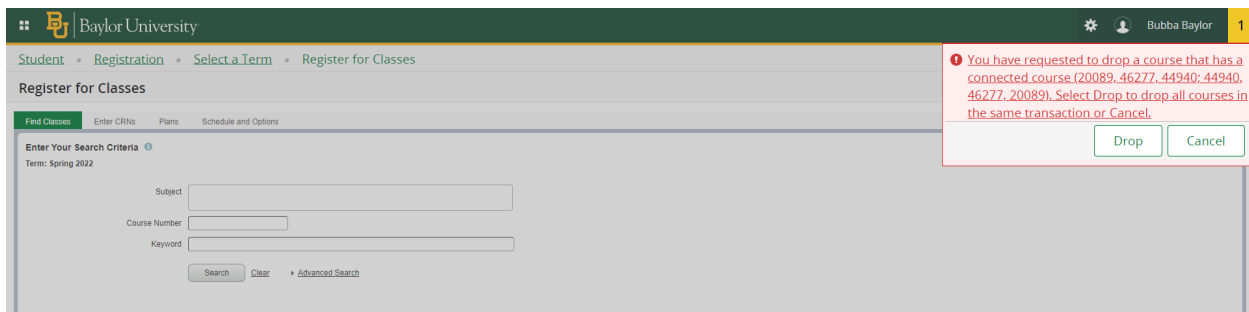 BU Baylor University
Bubba Baylor 1
Student • Registration • Select a Term • Register for Classes
Register for Classes
You have requested to drop a course that has a
connected course (20089, 46277, 44940; 44940,
46277, 20089). Select Drop to drop all courses in
the same transaction or Cancel.
Drop Cancel
Find Classes Enter CRNs Plans Schedule and Options
Enter Your Search Criteria
Term: Spring 2022
Subject
Course Number
Keyword
Search Clear Advanced Search